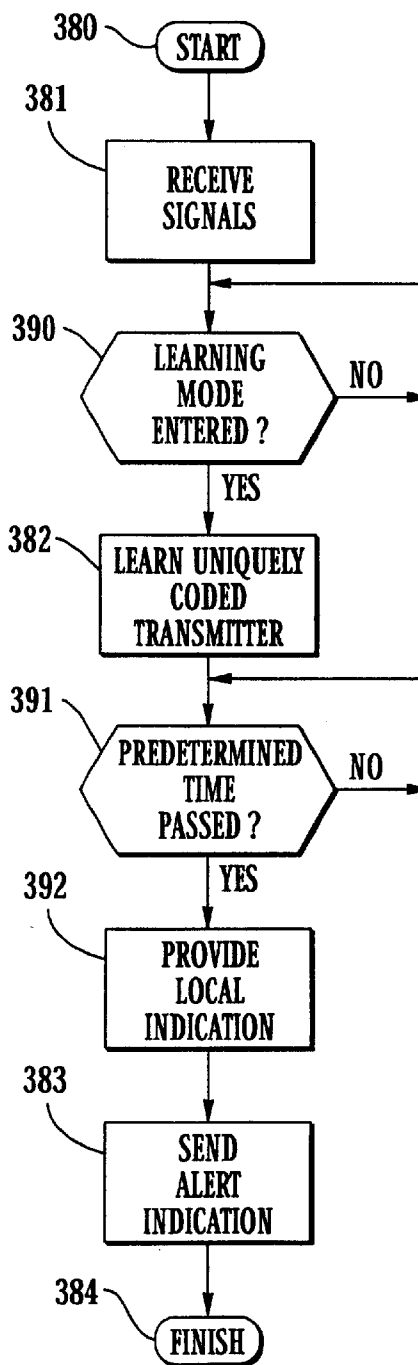 380
START
381
RECEIVE
SIGNALS
390
LEARNING
MODE
ENTERED ?
NO
YES
382
LEARN UNIQUELY
CODED
TRANSMITTER
391
PREDETERMINED
TIME
PASSED ?
NO
YES
392
PROVIDE
LOCAL
INDICATION
383
SEND
ALERT
INDICATION
384
FINISH